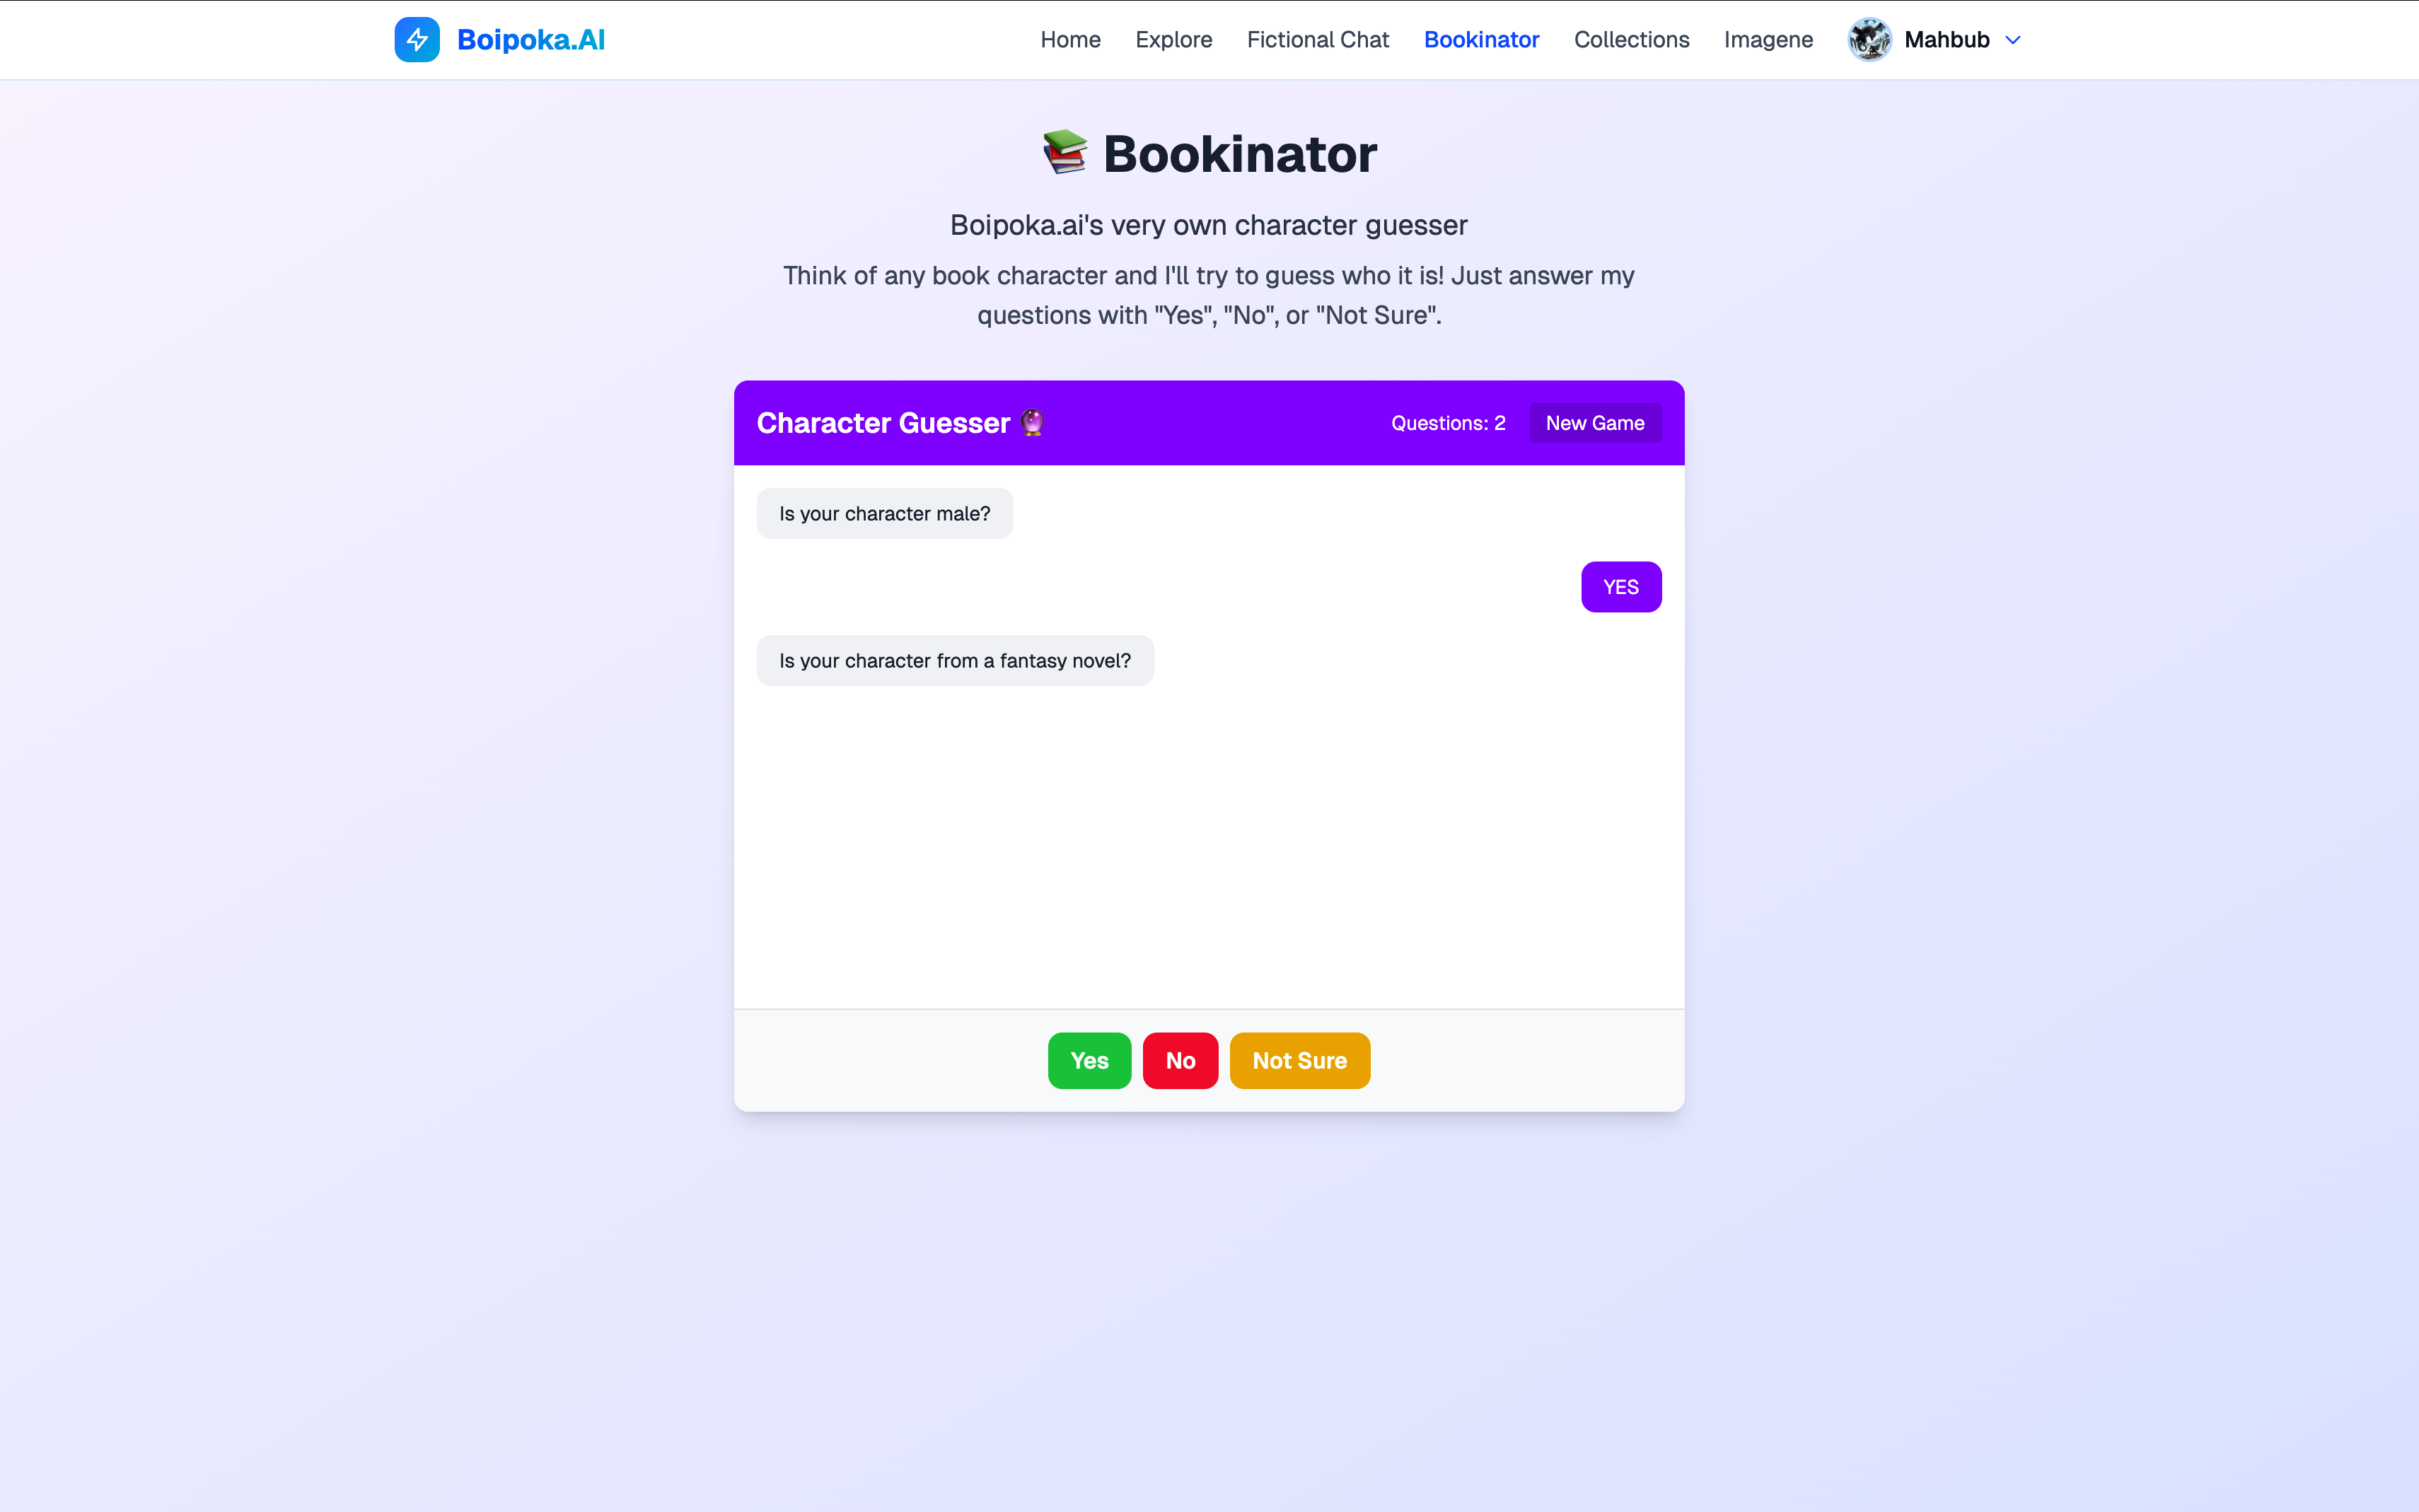 Boipoka.AI
Home Explore Fictional Chat Bookinator Collections Imagene Mahbub
Bookinator
Boipoka.ai's very own character guesser
Think of any book character and I'll try to guess who it is! Just answer my
questions with "Yes", "No", or "Not Sure".
Character Guesser
Questions: 2 New Game
Is your character male?
YES
Is your character from a fantasy novel?
Yes No Not Sure